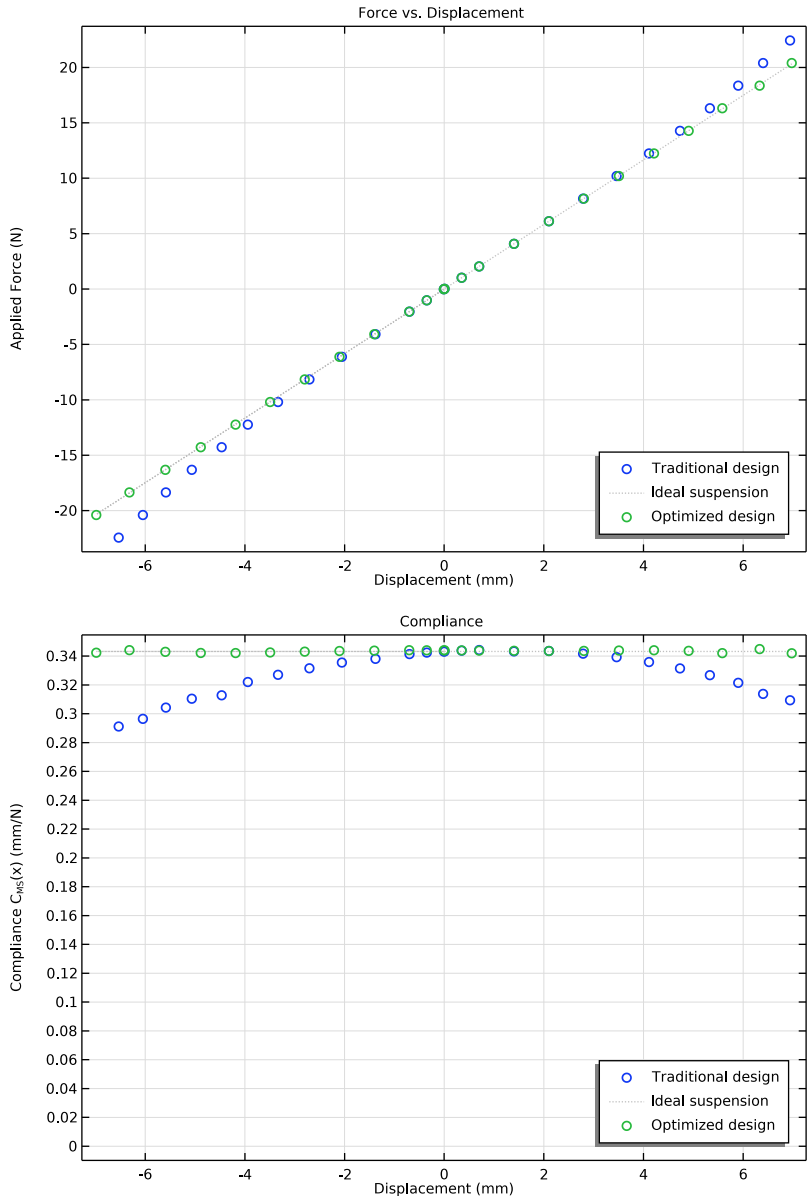 Force vs. Displacement
20
15
10
5
0
-5
-10
-15
-20
Applied Force (N)
Traditional design
Ideal suspension
Optimized design
-6 -4 -2 0 2 4 6
Displacement (mm)
Compliance
0.34
0.32
0.3
0.28
0.26
0.24
0.22
0.2
0.18
0.16
0.14
0.12
0.1
0.08
0.06
0.04
0.02
0
Compliance CMS(x) (mm/N)
Traditional design
Ideal suspension
Optimized design
-6 -4 -2 0 2 4 6
Displacement (mm)